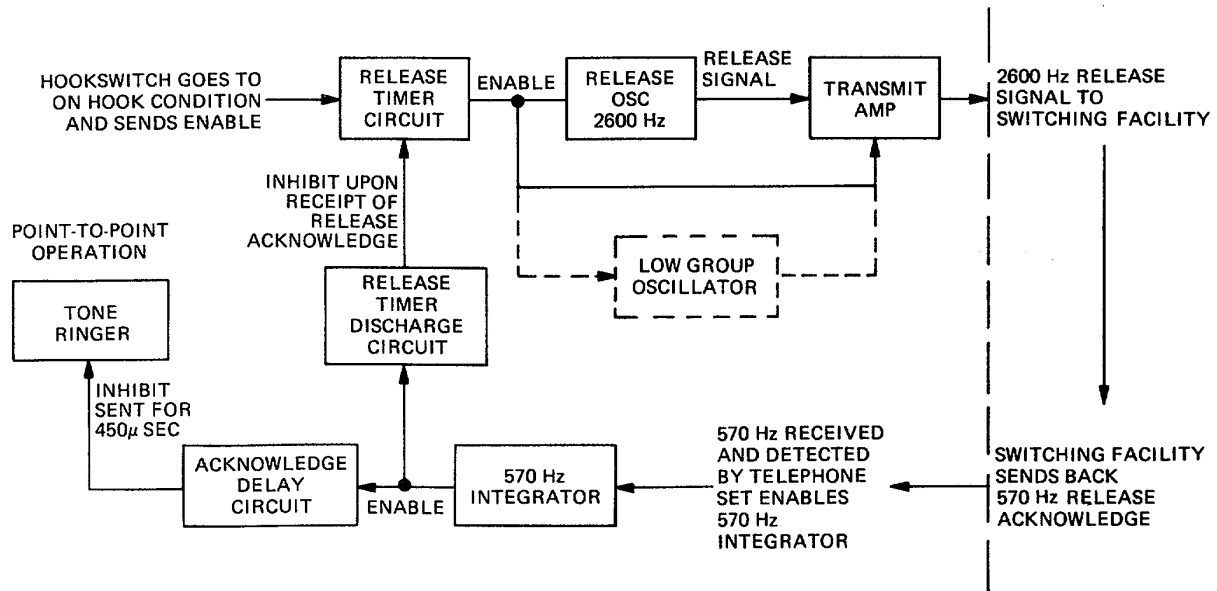 HOOKSWITCH GOES TO
ON HOOK CONDITION
AND SENDS ENABLE
RELEASE
TIMER
CIRCUIT
ENABLE
RELEASE
OSC
2600 Hz
RELEASE
SIGNAL
TRANSMIT
AMP
2600 Hz RELEASE
SIGNAL TO
SWITCHING FACILITY
INHIBIT UPON
RECEIPT OF
RELEASE
ACKNOWLEDGE
LOW GROUP
OSCILLATOR
POINT-TO-POINT
OPERATION
TONE
RINGER
RELEASE
TIMER
DISCHARGE
CIRCUIT
INHIBIT
SENT FOR
450μ SEC
ACKNOWLEDGE
DELAY
CIRCUIT
ENABLE
570 Hz
INTEGRATOR
570 Hz RECEIVED
AND DETECTED
BY TELEPHONE
SET ENABLES
570 Hz
INTEGRATOR
SWITCHING FACILITY
SENDS BACK
570 Hz RELEASE
ACKNOWLEDGE